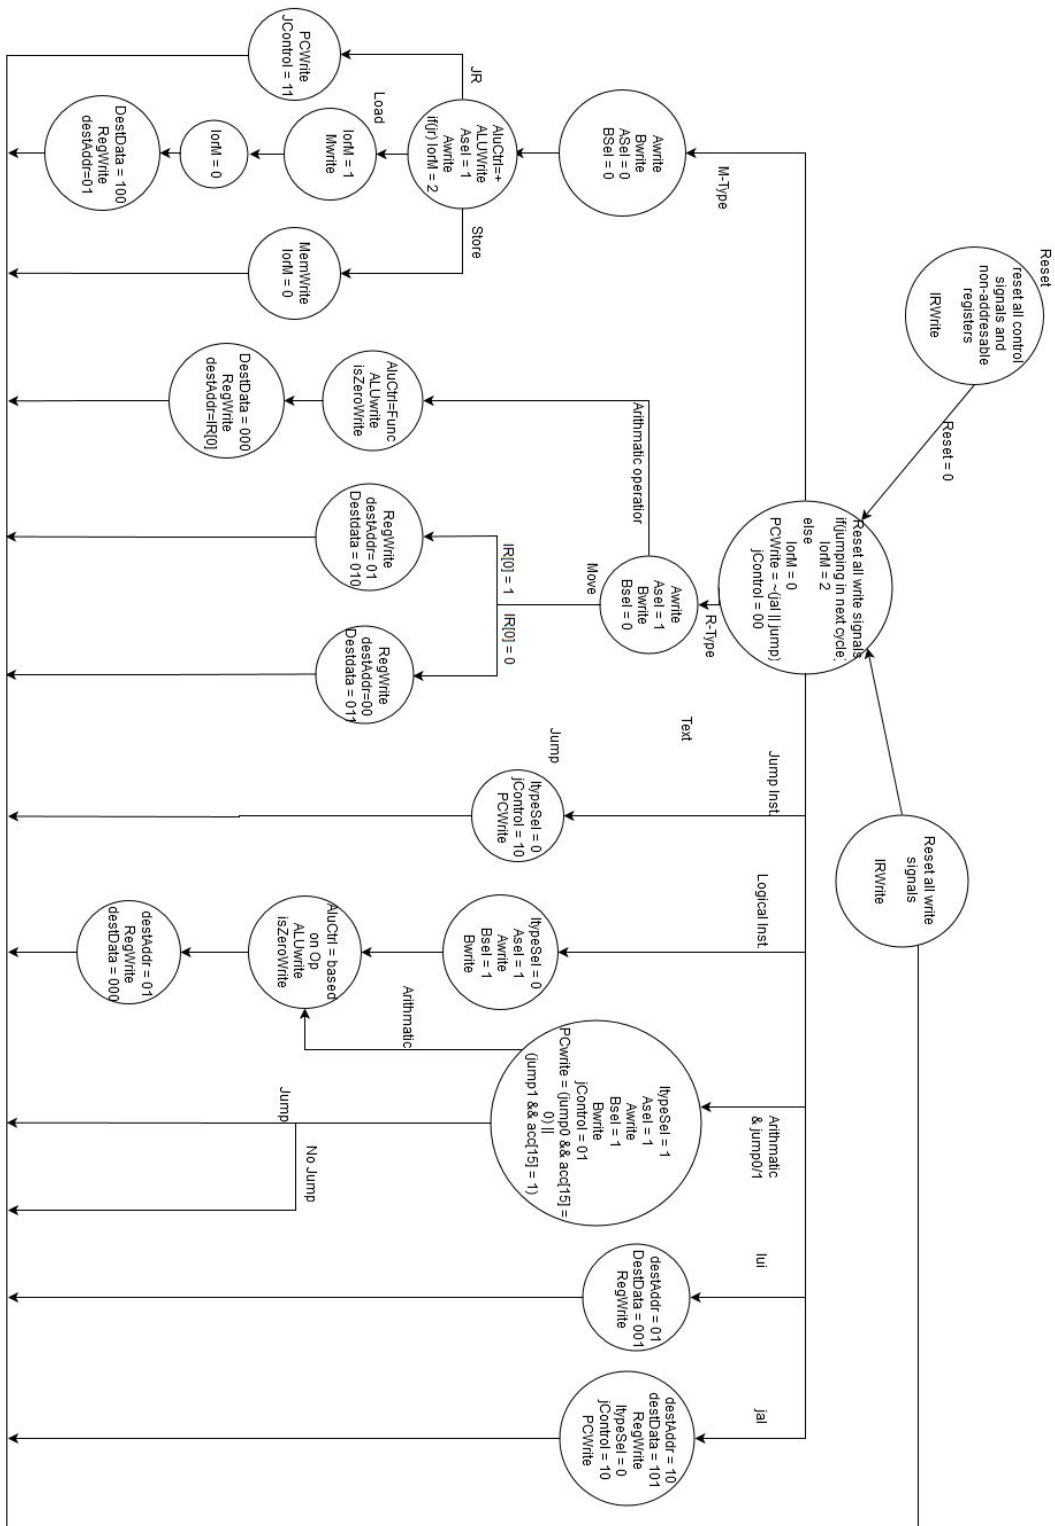 Reset
reset all control
signals and
non-addresable
registers
IRWrite
Reset = 0
Reset all write signals
if(jumping in next cycle;
IorM = 2
else
IorM = 0
PCWrite = ~(jal || jump)
jControl = 00
Reset all write
signals
IRWrite
M-Type
Awrite
Bwrite
ASel = 0
BSel = 0
AluCtrl=+
ALUWrite
Asel = 1
Awrite
if(jr) IorM = 2
JR
PCWrite
JControl = 11
Load
IorM = 1
Mwrite
IorM = 0
DestData = 100
RegWrite
destAddr=01
Store
MemWrite
IorM = 0
R-Type
Awrite
Asel = 1
Bwrite
Bsel = 0
Arithmatic operatior
AluCtrl=Func
ALUwrite
isZeroWrite
DestData = 000
RegWrite
destAddr=IR[0]
Move
IR[0] = 1
IR[0] = 0
RegWrite
destAddr= 01
Destdata = 010
RegWrite
destAddr=00
Destdata = 011
Text
Jump Inst.
Jump
ItypeSel = 0
jControl = 10
PCWrite
Logical Inst.
ItypeSel = 0
Asel = 1
Awrite
Bsel = 1
Bwrite
AluCtrl = based
on Op
ALUwrite
isZeroWrite
destAddr = 01
RegWrite
destData = 000
Arithmatic
& jump0/1
ItypeSel = 1
Asel = 1
Awrite
Bsel = 1
Bwrite
jControl = 01
PCwrite = (jump0 && acc[15] =
0) ||
(jump1 && acc[15] = 1)
Arithmatic
Jump
No Jump
lui
destAddr = 01
DestData = 001
RegWrite
jal
destAddr = 10
destData = 101
RegWrite
ItypeSel = 0
jControl = 10
PCWrite